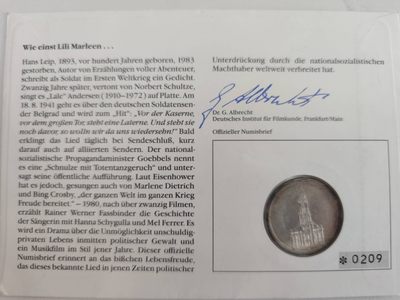 Wie einst Lili Marleen . . .
Hans Leip, 1893, vor hundert Jahren geboren, 1983
gestorben, Autor von Erzählungen voller Abenteuer,
schreibt als Soldat im Ersten Weltkrieg ein Gedicht.
Zwanzig Jahre später, vertont von Norbert Schultze,
singt es „Lale" Andersen (1910–1972) auf Platte. Am
18. 8. 1941 geht es über den deutschen Soldatensen-
der Belgrad und wird zum „Hit": „Vor der Kaserne,
vor dem großen Tor, steht eine Laterne. Und steht sie
noch davor, so wolln wir da uns wiedersehn!" Bald
erklingt das Lied täglich bei Sendeschluß, kurz
darauf auch auf alliierten Sendern. Der national-
sozialistische Propagandaminister Goebbels nennt
es eine „Schnulze mit Totentanzgeruch" und unter-
sagt seine öffentliche Aufführung. Laut Eisenhower
hat es jedoch, gesungen auch von Marlene Dietrich
und Bing Crosby, „der ganzen Welt im ganzen Krieg
Freude bereitet." – 1980, nach über zwanzig Filmen,
erzählt Rainer Werner Fassbinder die Geschichte
der Sängerin mit Hanna Schygulla und Mel Ferrer. Es
wird ein Drama über die Unmöglichkeit unschuldig-
privaten Lebens inmitten politischer Gewalt und
ein Musikfilm im Stil jener Jahre. Dieser offizielle
Numisbrief erinnert an das bißchen Lebensfreude,
das dieses bekannte Lied in jenen Zeiten politischer
Unterdrückung durch die nationalsozialistischen
Machthaber weltweit verbreitet hat.
G. Albrecht
Dr. G. Albrecht
Deutsches Institut für Filmkunde, Frankfurt/Main
Offizieller Numisbrief
✻ 0209